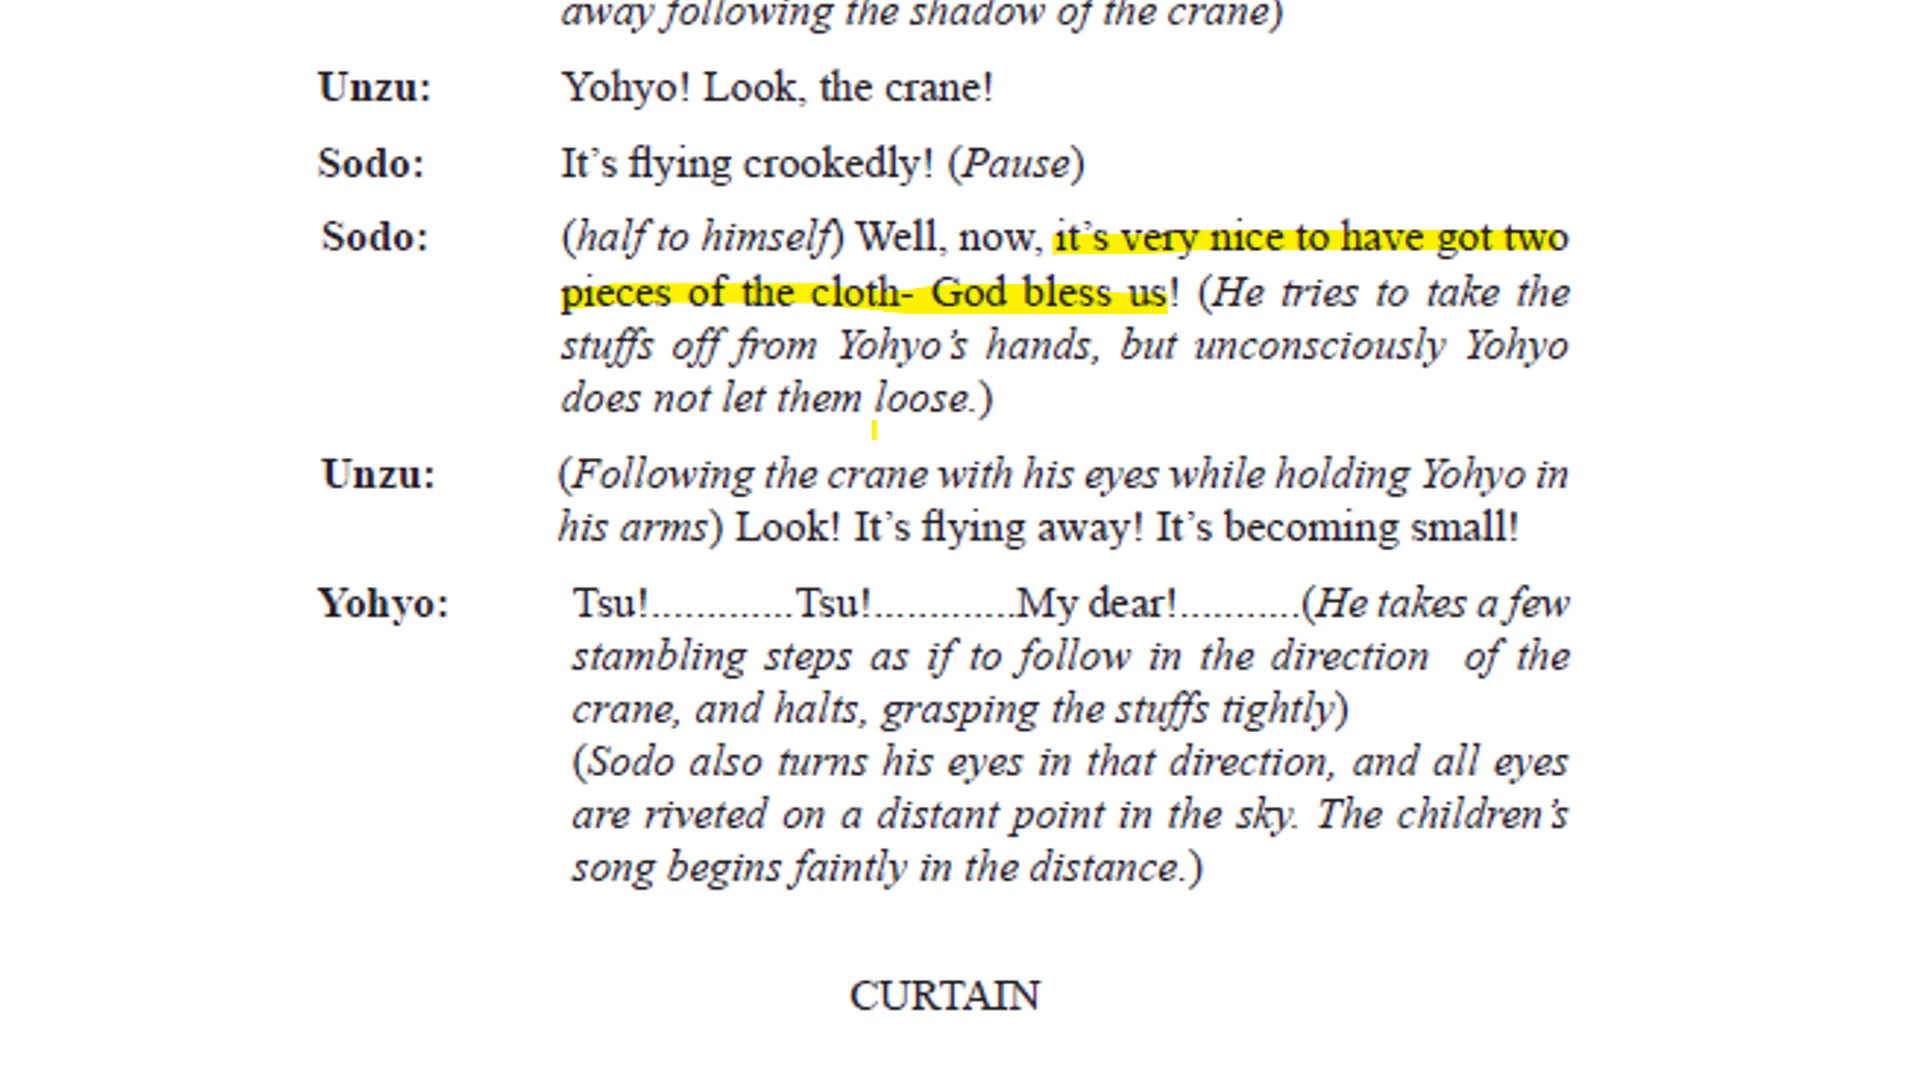 away following the shadow of the crane)
Unzu: Yohyo! Look, the crane!
Sodo: It's flying crookedly! (Pause)
Sodo: (half to himself) Well, now, it's very nice to have got two
pieces of the cloth- God bless us! (He tries to take the
stuffs off from Yohyo's hands, but unconsciously Yohyo
does not let them loose.)
Unzu: (Following the crane with his eyes while holding Yohyo in
his arms) Look! It's flying away! It's becoming small!
Yohyo: Tsu!.............Tsu!.............My dear!...........(He takes a few
stambling steps as if to follow in the direction of the
crane, and halts, grasping the stuffs tightly)
(Sodo also turns his eyes in that direction, and all eyes
are riveted on a distant point in the sky. The children's
song begins faintly in the distance.)
CURTAIN